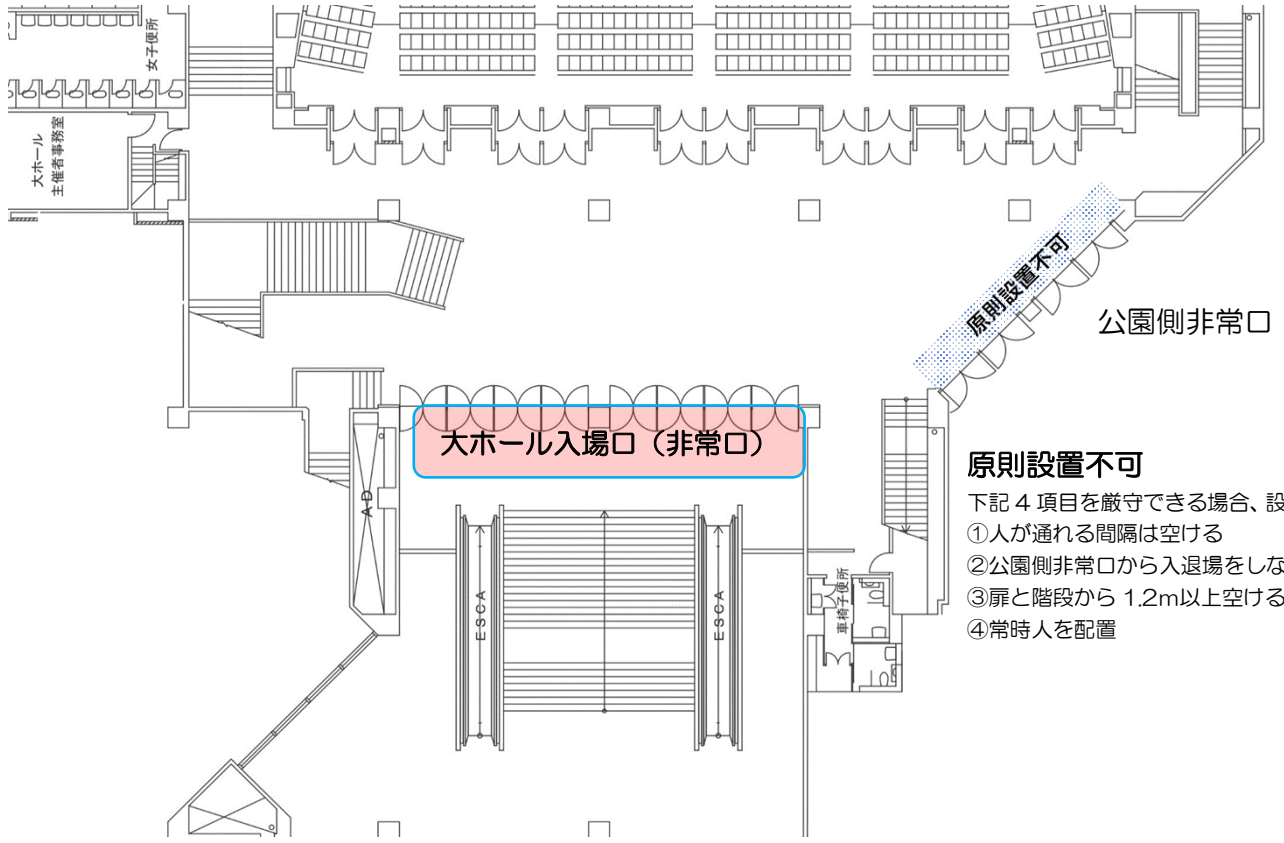 女子便所
大ホール
主催者事務室
原則設置不可
公園側非常口
大ホール入場口（非常口）
A-D
ESCA
ESCA
車椅子便所
原則設置不可
下記 4 項目を厳守できる場合、設
①人が通れる間隔は空ける
②公園側非常口から入退場をしな
③扉と階段から 1.2m以上空ける
④常時人を配置